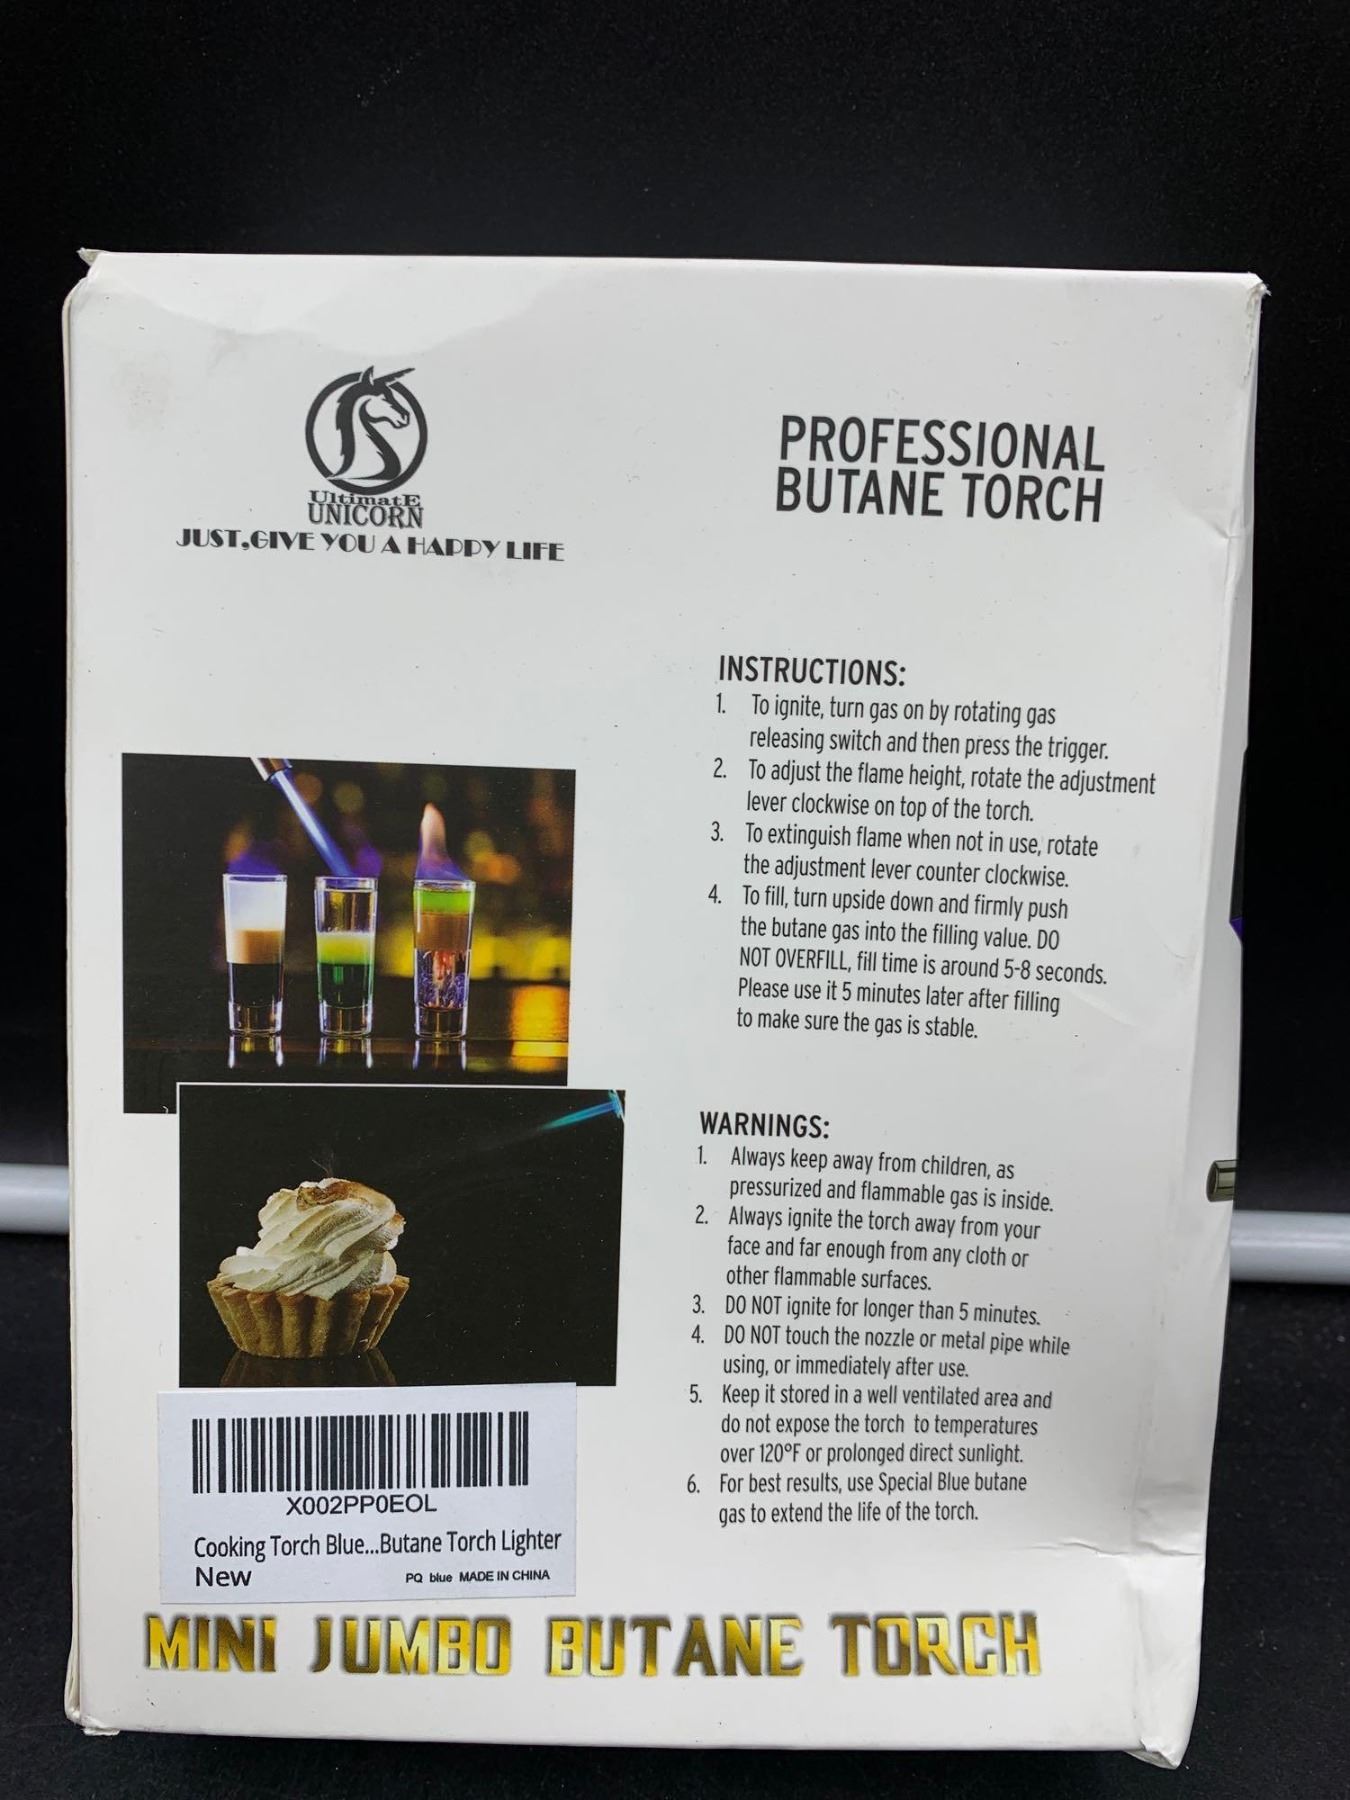 UltimatE
UNICORN
JUST,GIVE YOU A HAPPY LIFE
PROFESSIONAL
BUTANE TORCH
INSTRUCTIONS:
1. To ignite, turn gas on by rotating gas
releasing switch and then press the trigger.
2. To adjust the flame height, rotate the adjustment
lever clockwise on top of the torch.
3. To extinguish flame when not in use, rotate
the adjustment lever counter clockwise.
4. To fill, turn upside down and firmly push
the butane gas into the filling value. DO
NOT OVERFILL, fill time is around 5-8 seconds.
Please use it 5 minutes later after filling
to make sure the gas is stable.
WARNINGS:
1. Always keep away from children, as
pressurized and flammable gas is inside.
2. Always ignite the torch away from your
face and far enough from any cloth or
other flammable surfaces.
3. DO NOT ignite for longer than 5 minutes.
4. DO NOT touch the nozzle or metal pipe while
using, or immediately after use.
5. Keep it stored in a well ventilated area and
do not expose the torch to temperatures
over 120°F or prolonged direct sunlight.
6. For best results, use Special Blue butane
gas to extend the life of the torch.
X002PP0EOL
Cooking Torch Blue...Butane Torch Lighter
New PQ blue MADE IN CHINA
MINI JUMBO BUTANE TORCH